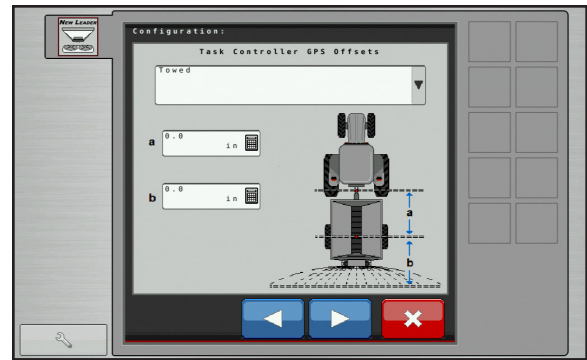 NEW LEADER
Configuration:
Task Controller GPS Offsets
Towed
a 0.0 in
b 0.0 in
a
b